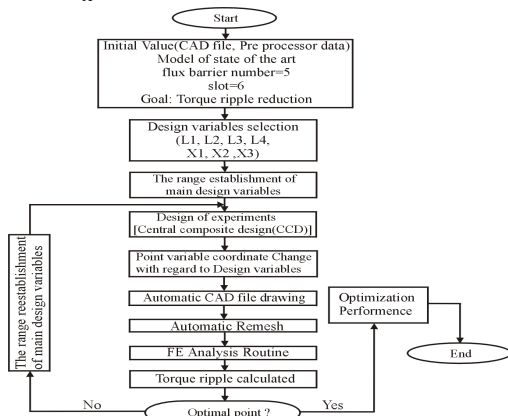 Start
Initial Value(CAD file, Pre processor data)
Model of state of the art
flux barrier number=5
slot=6
Goal: Torque ripple reduction
Design variables selection
(L1, L2, L3, L4,
X1, X2 ,X3)
The range establishment of
main design variables
Design of experiments
[Central composite design(CCD)]
Point variable coordinate Change
with regard to Design variables
Automatic CAD file drawing
Automatic Remesh
FE Analysis Routine
Torque ripple calculated
Optimal point ?
No
Yes
The range reestablishment
of main design variables
Optimization
Performence
End